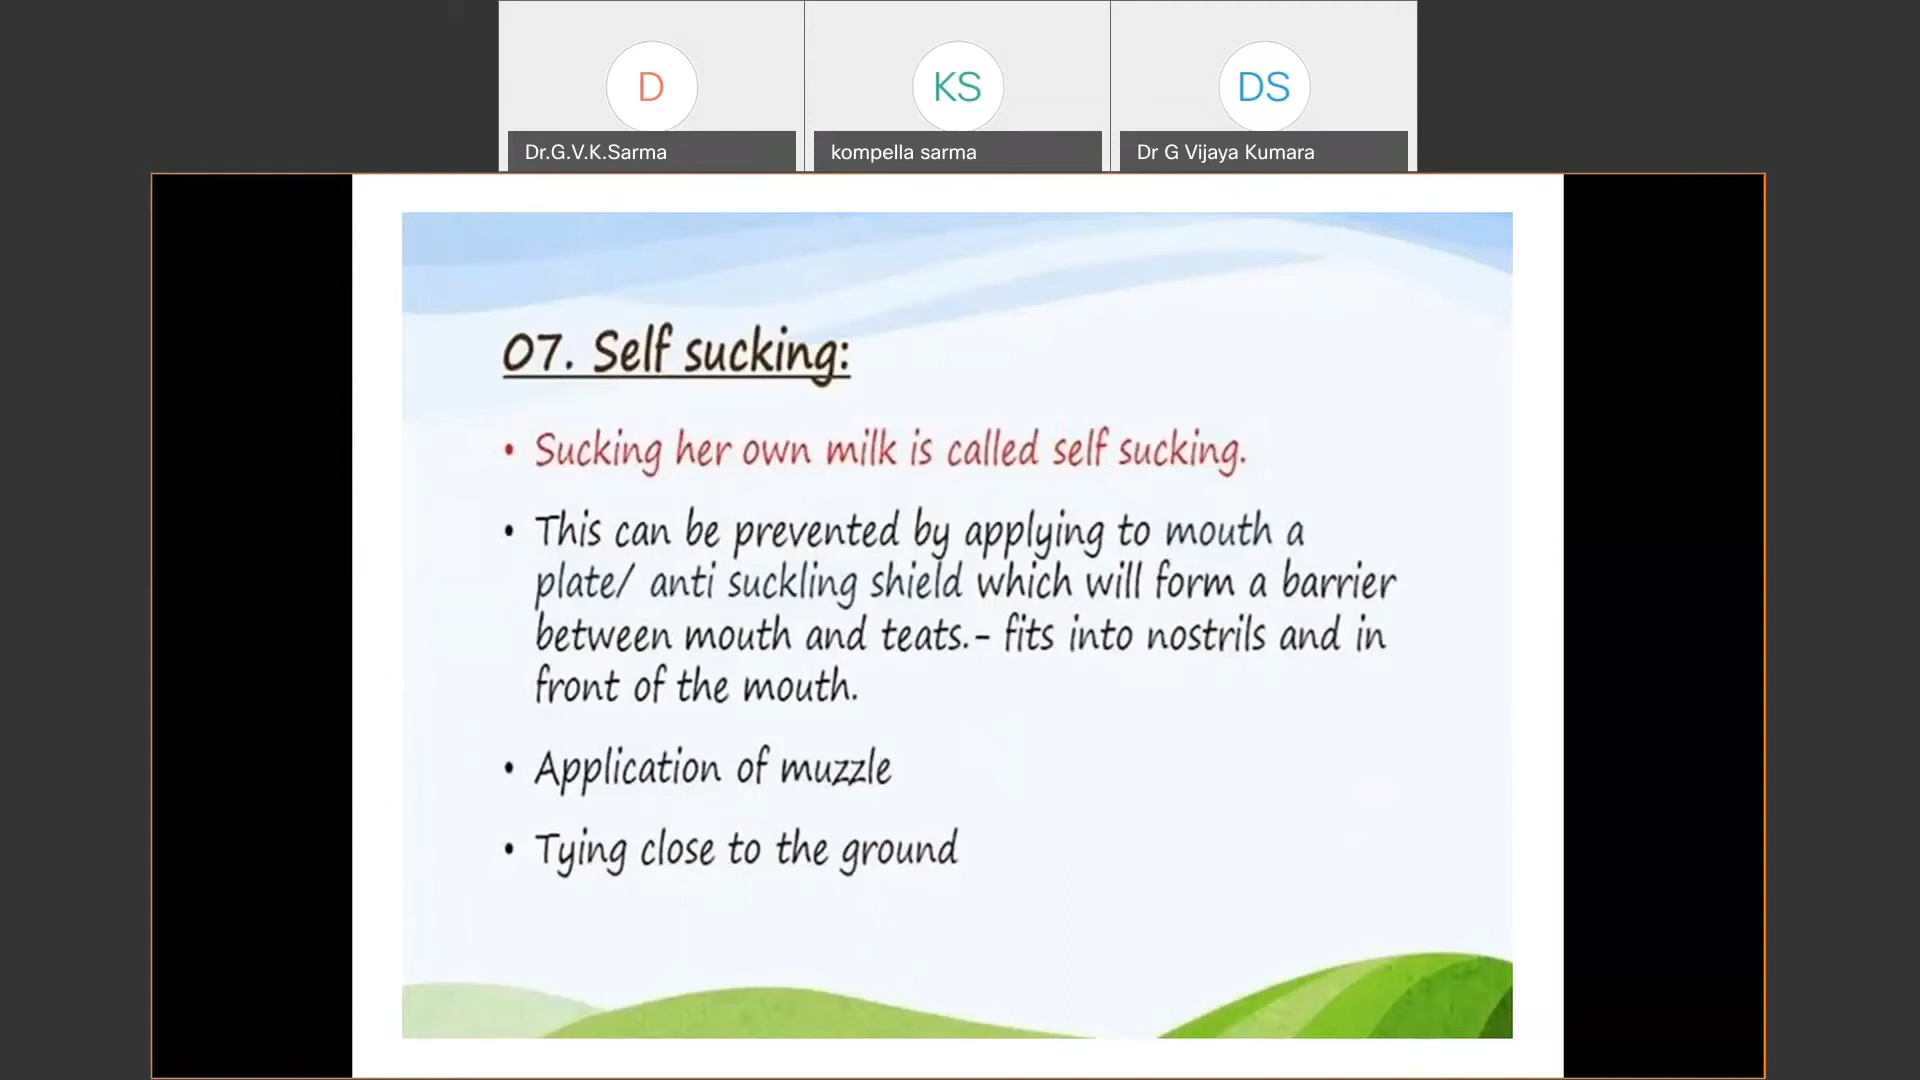 D
KS
DS
Dr.G.V.K.Sarma
kompella sarma
Dr G Vijaya Kumara
07. Self sucking:
• Sucking her own milk is called self sucking.
• This can be prevented by applying to mouth a
plate/ anti suckling shield which will form a barrier
between mouth and teats.- fits into nostrils and in
front of the mouth.
• Application of muzzle
• Tying close to the ground